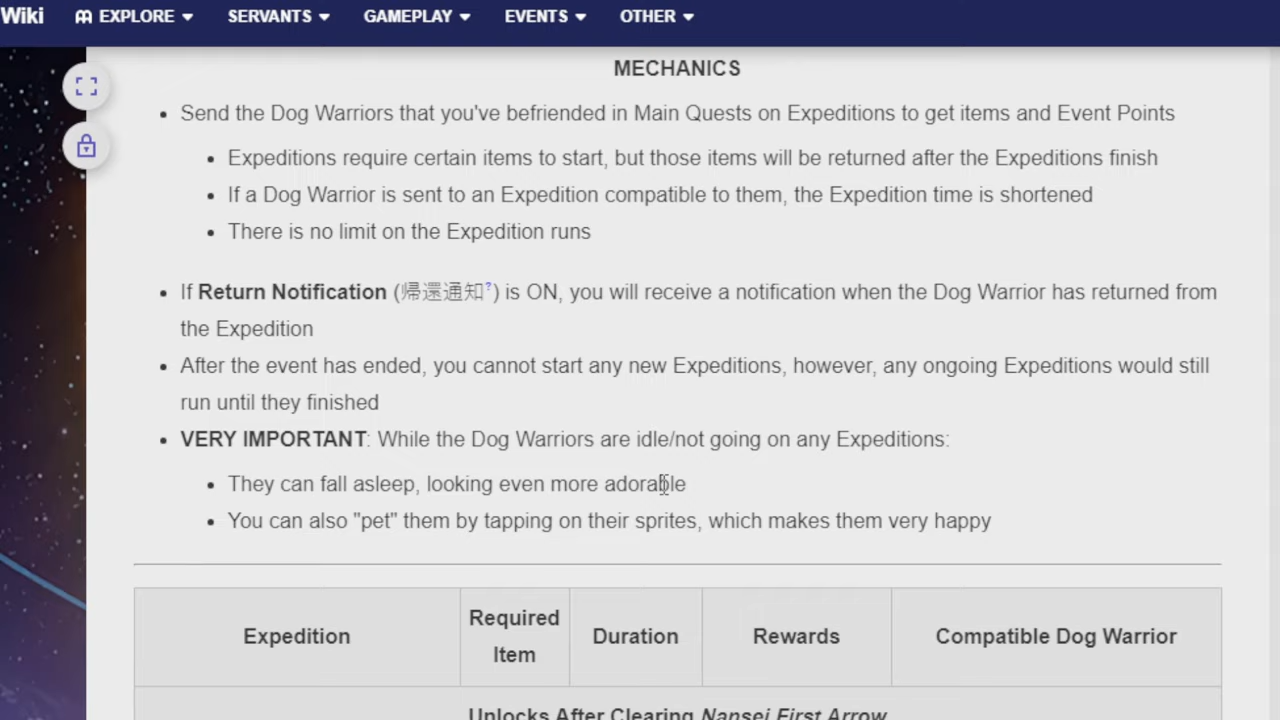 Wiki EXPLORE SERVANTS GAMEPLAY EVENTS OTHER
MECHANICS
Send the Dog Warriors that you've befriended in Main Quests on Expeditions to get items and Event Points
Expeditions require certain items to start, but those items will be returned after the Expeditions finish
If a Dog Warrior is sent to an Expedition compatible to them, the Expedition time is shortened
There is no limit on the Expedition runs
If Return Notification (帰還通知?) is ON, you will receive a notification when the Dog Warrior has returned from
the Expedition
After the event has ended, you cannot start any new Expeditions, however, any ongoing Expeditions would still
run until they finished
VERY IMPORTANT: While the Dog Warriors are idle/not going on any Expeditions:
They can fall asleep, looking even more adorable
You can also "pet" them by tapping on their sprites, which makes them very happy
Expedition
Required
Item
Duration
Rewards
Compatible Dog Warrior
Unlocks After Clearing Nansei First Arrow